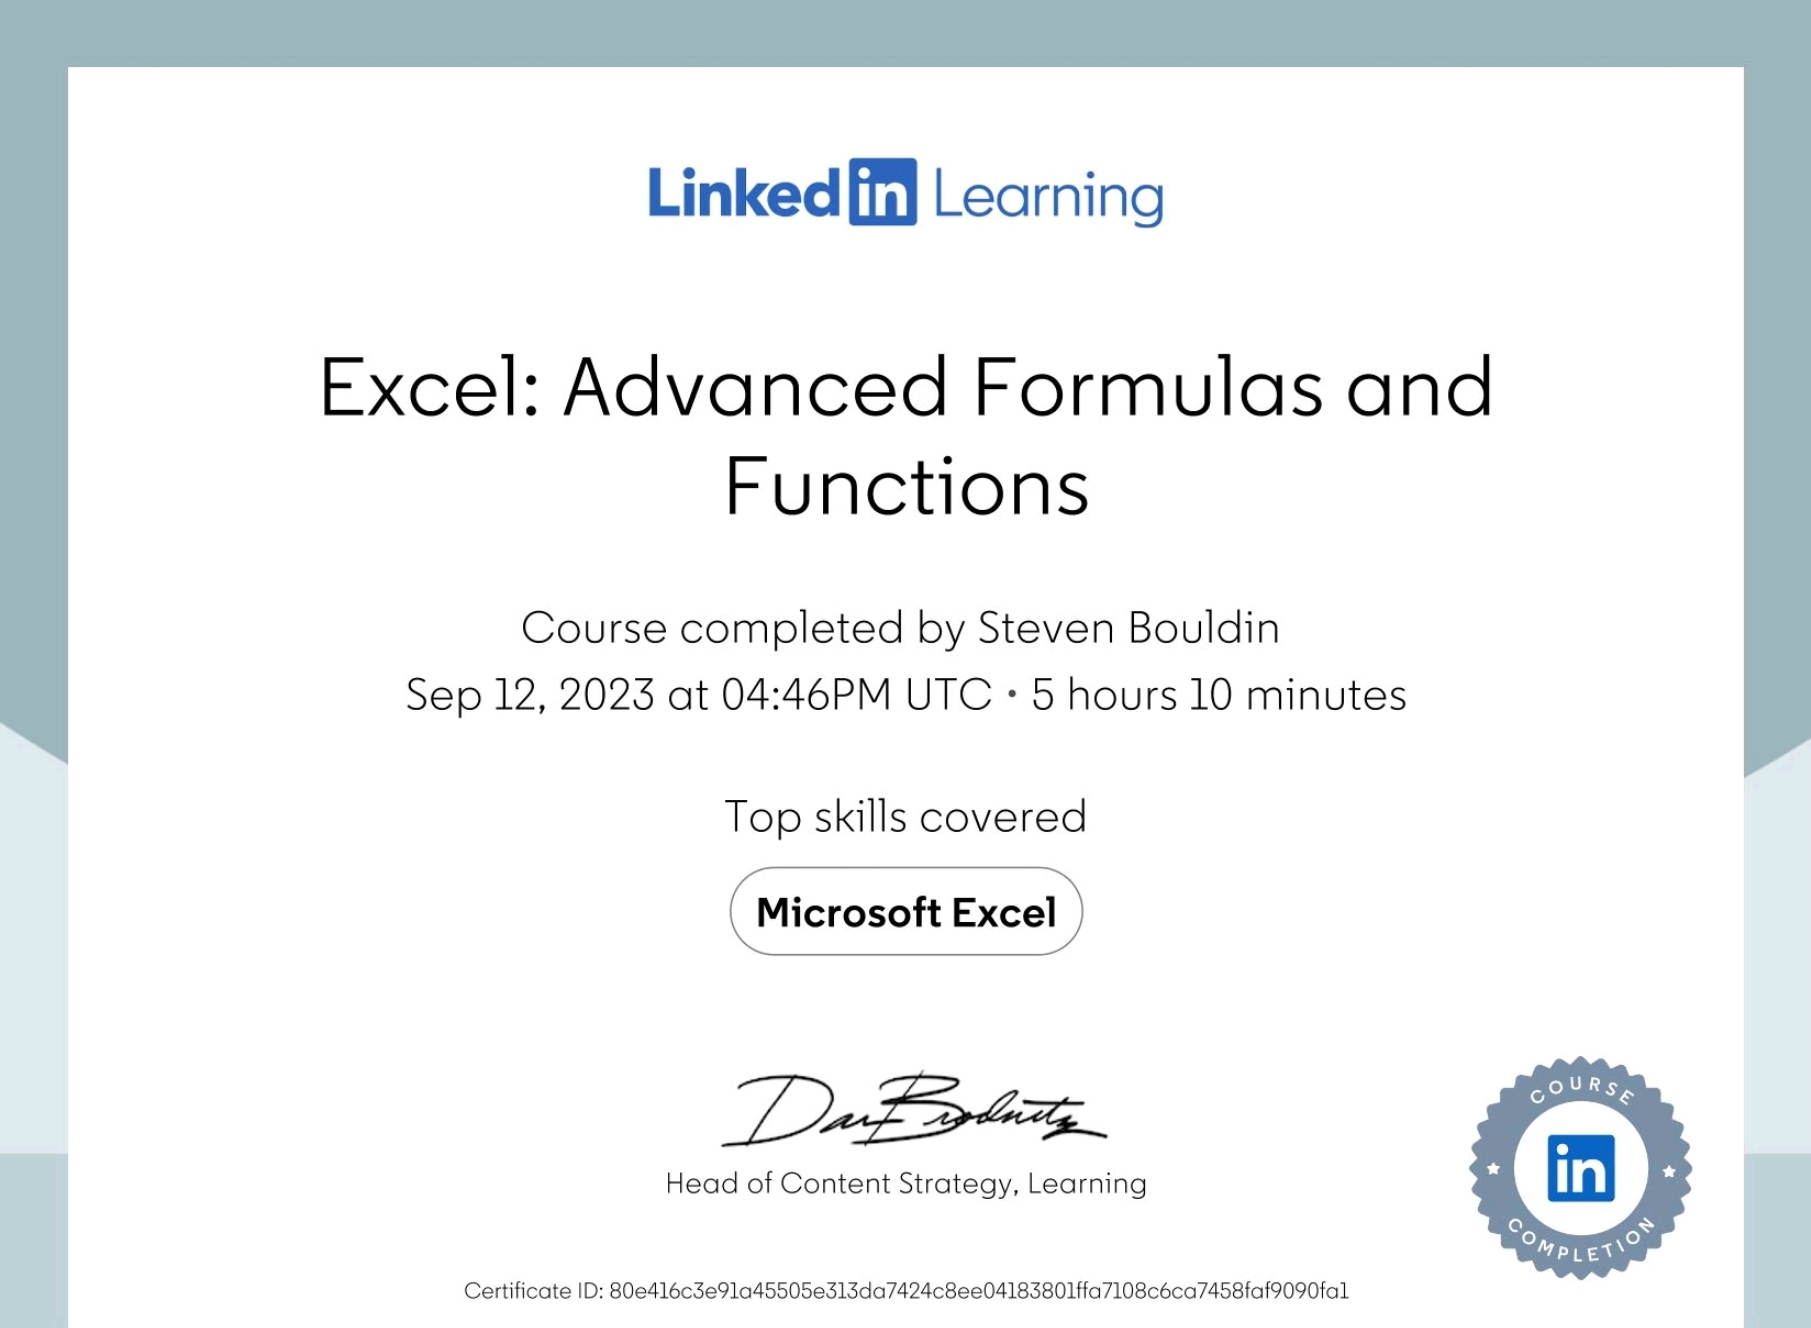 Linked in Learning
Excel: Advanced Formulas and
Functions
Course completed by Steven Bouldin
Sep 12, 2023 at 04:46PM UTC • 5 hours 10 minutes
Top skills covered
Microsoft Excel
Dan Brodnitz
Head of Content Strategy, Learning
COURSE
in
COMPLETION
Certificate ID: 80e416c3e91a45505e313da7424c8ee04183801ffa7108c6ca7458faf9090fa1